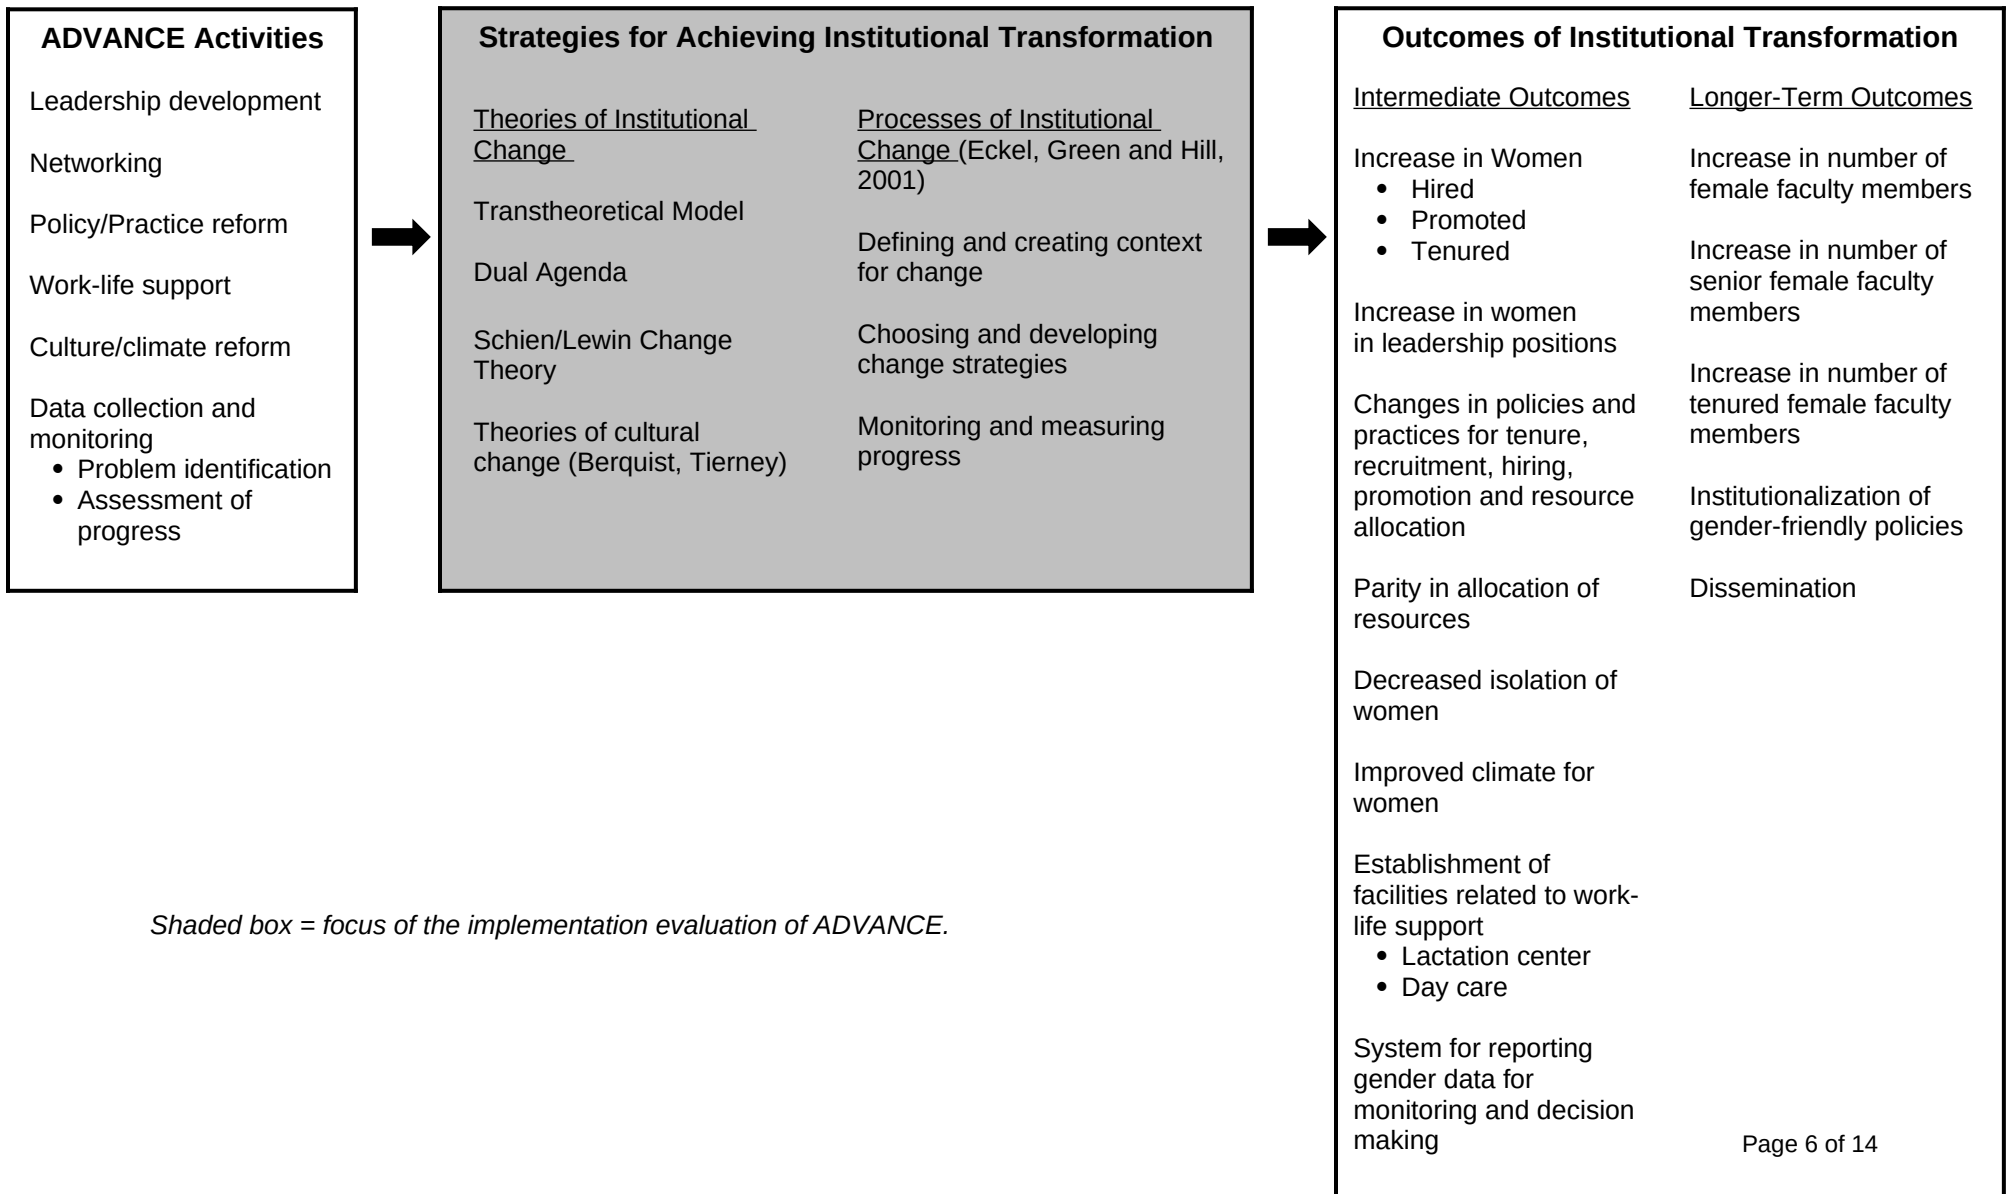 ADVANCE Activities
Leadership development
Networking
Policy/Practice reform
Work-life support
Culture/climate reform
Data collection and
monitoring
• Problem identification
• Assessment of
progress
Strategies for Achieving Institutional Transformation
Theories of Institutional
Change
Transtheoretical Model
Dual Agenda
Schien/Lewin Change
Theory
Theories of cultural
change (Berquist, Tierney)
Processes of Institutional
Change (Eckel, Green and Hill,
2001)
Defining and creating context
for change
Choosing and developing
change strategies
Monitoring and measuring
progress
Outcomes of Institutional Transformation
Intermediate Outcomes
Increase in Women
• Hired
• Promoted
• Tenured
Increase in women
in leadership positions
Changes in policies and
practices for tenure,
recruitment, hiring,
promotion and resource
allocation
Parity in allocation of
resources
Decreased isolation of
women
Improved climate for
women
Establishment of
facilities related to work-
life support
• Lactation center
• Day care
System for reporting
gender data for
monitoring and decision
making
Longer-Term Outcomes
Increase in number of
female faculty members
Increase in number of
senior female faculty
members
Increase in number of
tenured female faculty
members
Institutionalization of
gender-friendly policies
Dissemination
Shaded box = focus of the implementation evaluation of ADVANCE.
Page 6 of 14